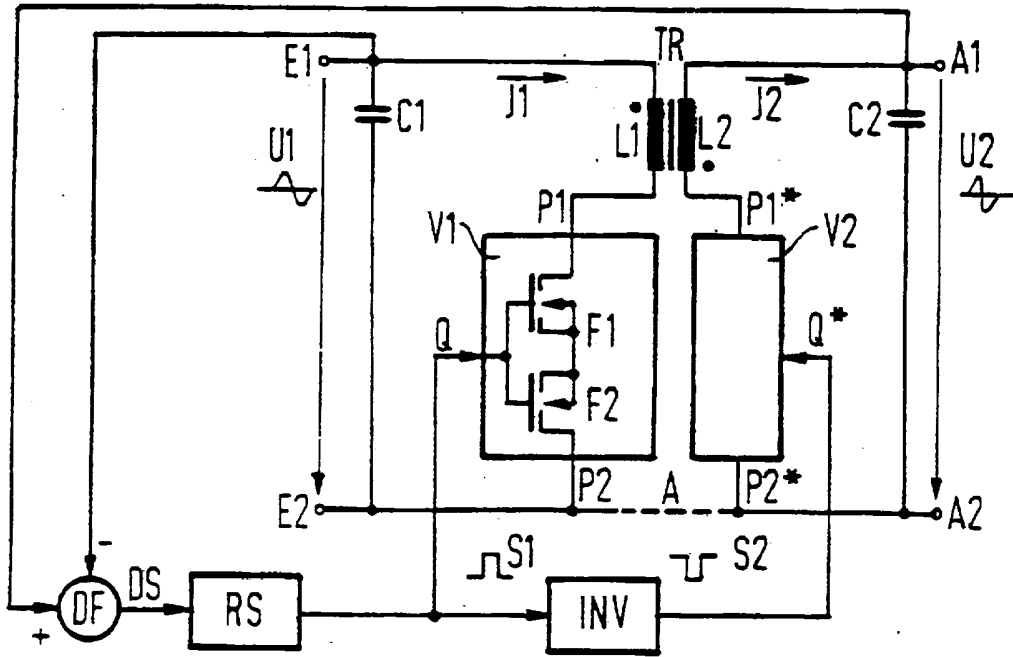 TR
E1
A1
J1
J2
C1
C2
L1
L2
U1
U2
P1
P1*
V1
V2
Q
F1
Q*
F2
P2
A
P2*
E2
A2
-
S1
S2
DS
DF
RS
INV
+